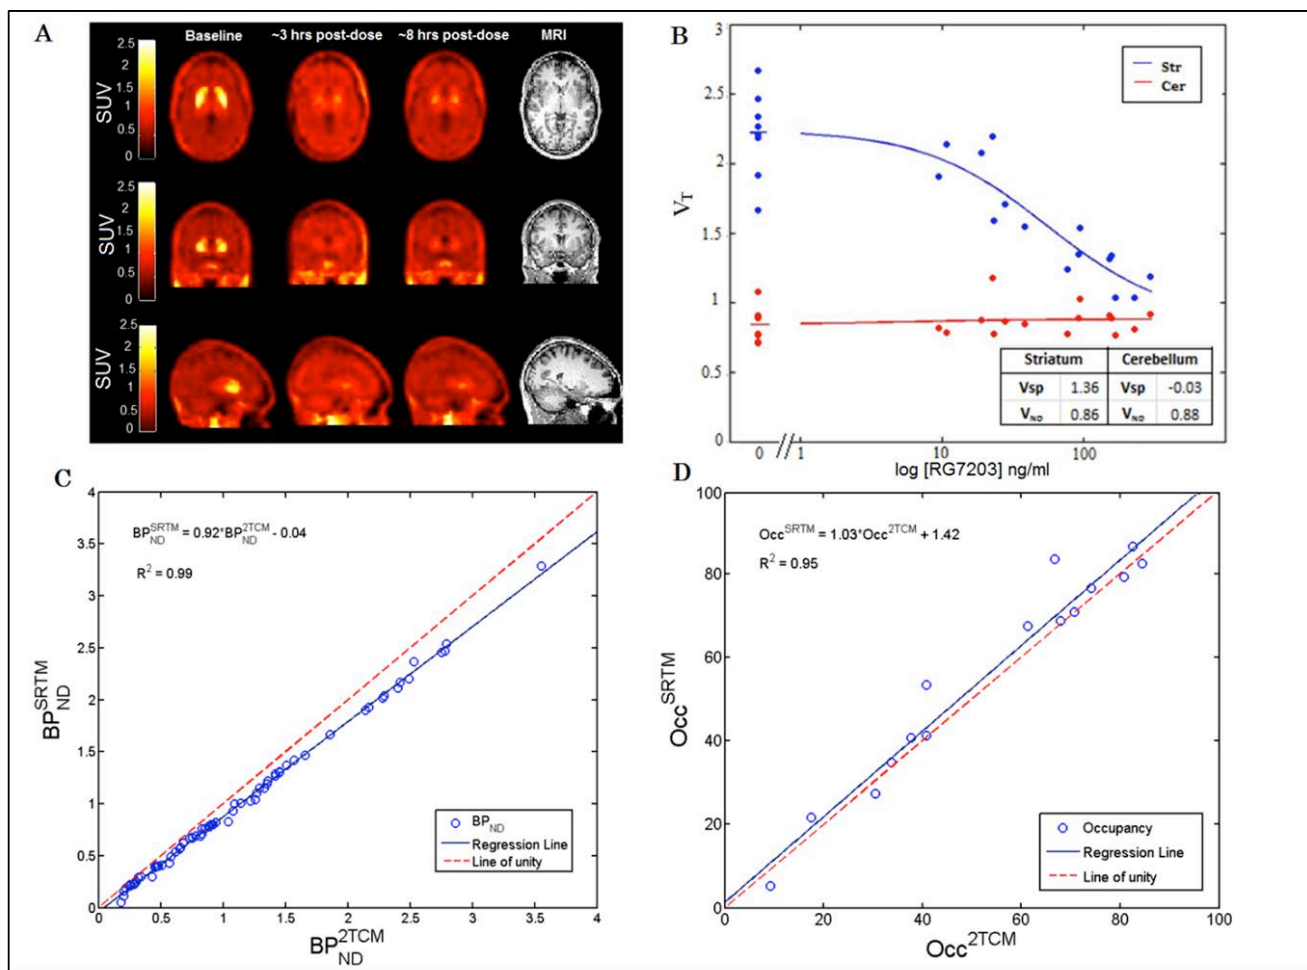 A
Baseline
~3 hrs post-dose
~8 hrs post-dose
MRI
SUV
2.5
2
1.5
1
0.5
0
SUV
2.5
2
1.5
1
0.5
0
SUV
2.5
2
1.5
1
0.5
0
B
3
2.5
2
1.5
1
0.5
0
V_T
Str
Cer
Striatum Cerebellum
Vsp 1.36 Vsp -0.03
V_ND 0.86 V_ND 0.88
0 // 1 10 100
log [RG7203] ng/ml
C
4
3.5
3
2.5
2
1.5
1
0.5
0
BP_ND^SRTM
BP_ND^SRTM = 0.92*BP_ND^2TCM - 0.04
R² = 0.99
BP_ND
Regression Line
Line of unity
0 0.5 1 1.5 2 2.5 3 3.5 4
BP_ND^2TCM
D
100
80
60
40
20
0
Occ^SRTM
Occ^SRTM = 1.03*Occ^2TCM + 1.42
R² = 0.95
Occupancy
Regression Line
Line of unity
0 20 40 60 80 100
Occ^2TCM